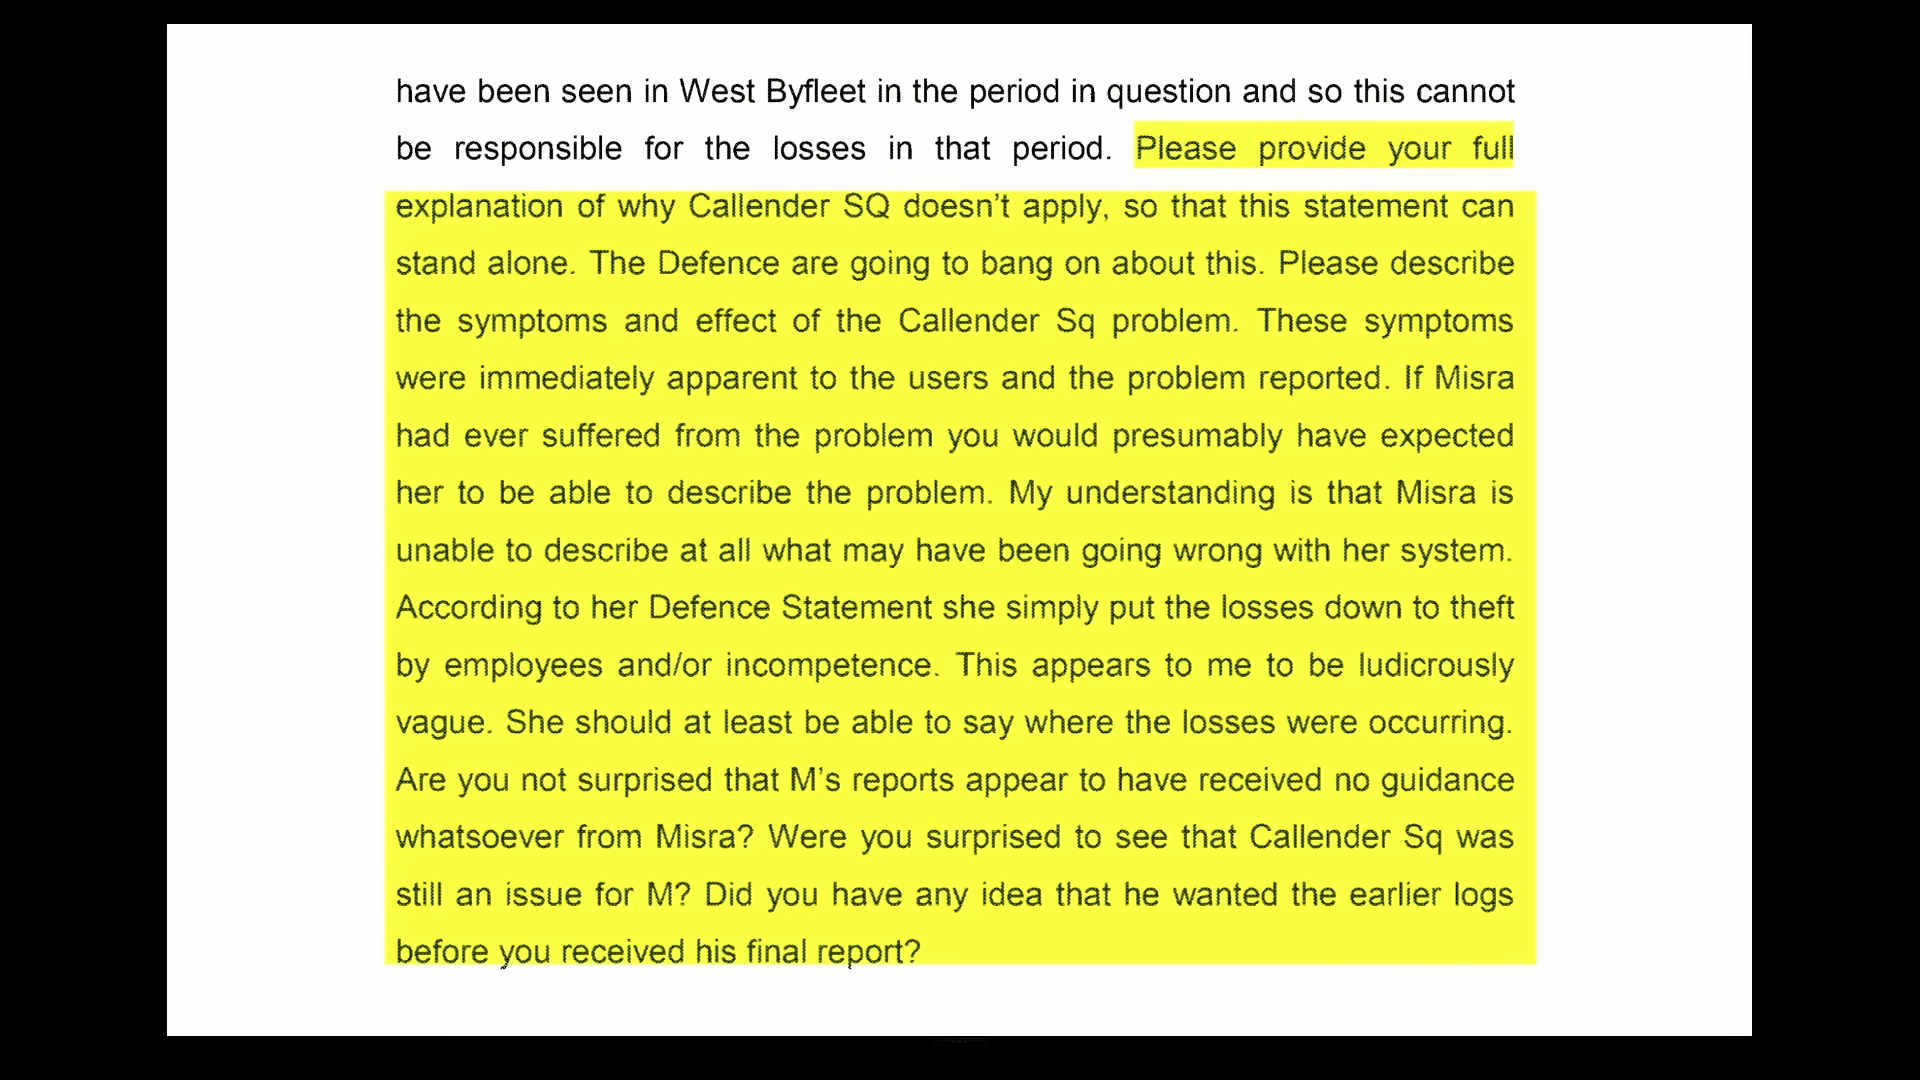 have been seen in West Byfleet in the period in question and so this cannot
be responsible for the losses in that period. Please provide your full
explanation of why Callender SQ doesn’t apply, so that this statement can
stand alone. The Defence are going to bang on about this. Please describe
the symptoms and effect of the Callender Sq problem. These symptoms
were immediately apparent to the users and the problem reported. If Misra
had ever suffered from the problem you would presumably have expected
her to be able to describe the problem. My understanding is that Misra is
unable to describe at all what may have been going wrong with her system.
According to her Defence Statement she simply put the losses down to theft
by employees and/or incompetence. This appears to me to be ludicrously
vague. She should at least be able to say where the losses were occurring.
Are you not surprised that M’s reports appear to have received no guidance
whatsoever from Misra? Were you surprised to see that Callender Sq was
still an issue for M? Did you have any idea that he wanted the earlier logs
before you received his final report?